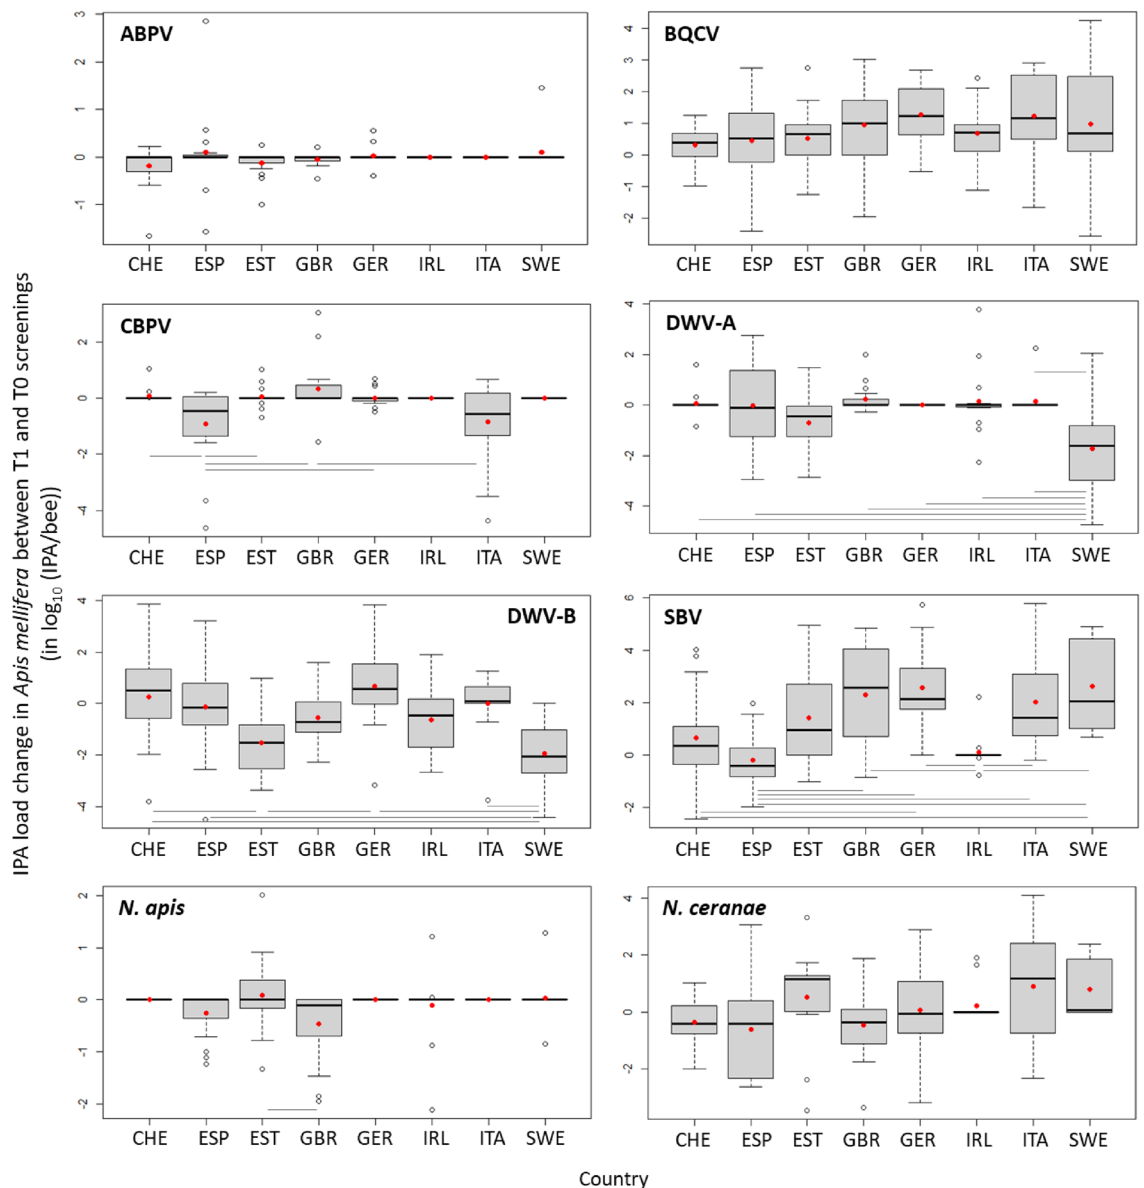 IPA load change in Apis mellifera between T1 and T0 screenings
(in log10 (IPA/bee))
ABPV
3
2
1
0
-1
CHE ESP EST GBR GER IRL ITA SWE
BQCV
4
3
2
1
0
-1
-2
CHE ESP EST GBR GER IRL ITA SWE
CBPV
2
0
-2
-4
CHE ESP EST GBR GER IRL ITA SWE
DWV-A
4
2
0
-2
-4
CHE ESP EST GBR GER IRL ITA SWE
DWV-B
4
2
0
-2
-4
CHE ESP EST GBR GER IRL ITA SWE
SBV
6
4
2
0
-2
CHE ESP EST GBR GER IRL ITA SWE
N. apis
2
1
0
-1
-2
CHE ESP EST GBR GER IRL ITA SWE
N. ceranae
4
2
0
-2
CHE ESP EST GBR GER IRL ITA SWE
Country